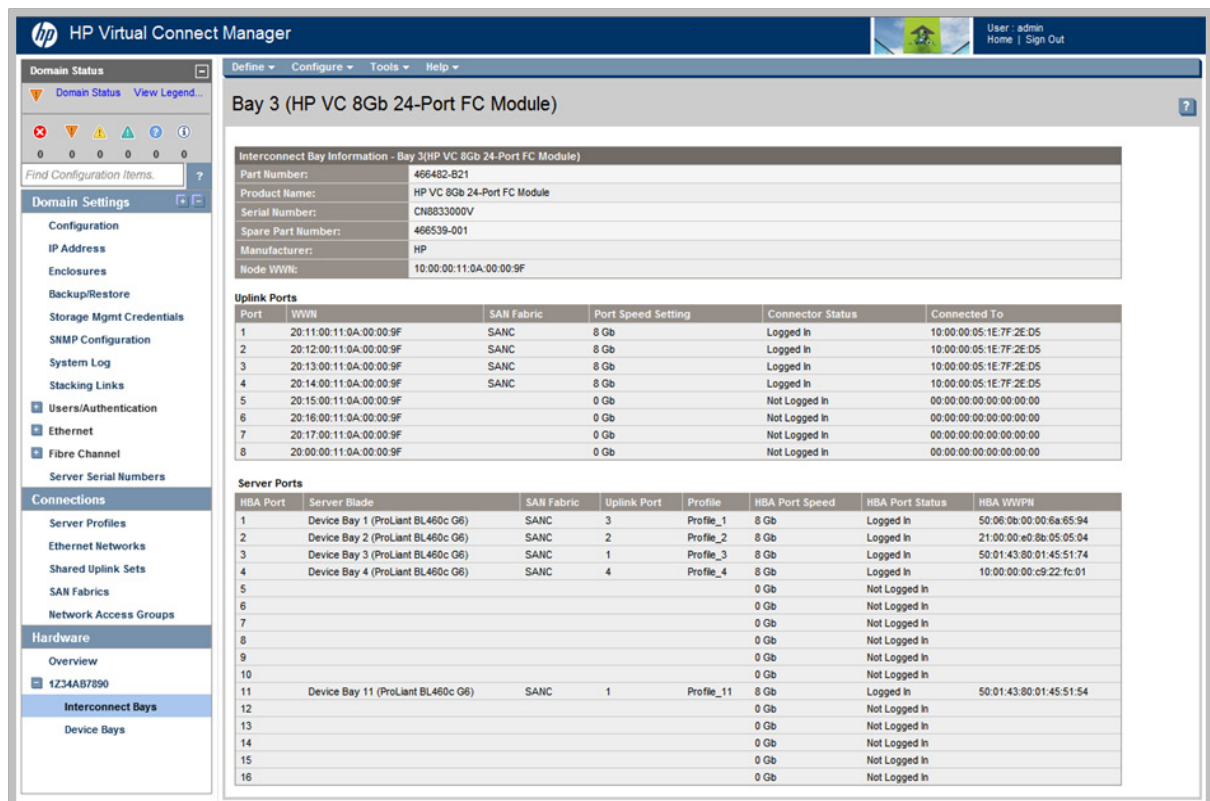 hp HP Virtual Connect Manager
User : admin
Home | Sign Out
Domain Status
Domain Status View Legend...
0 0 0 0 0 0
Find Configuration Items. ?
Domain Settings
Configuration
IP Address
Enclosures
Backup/Restore
Storage Mgmt Credentials
SNMP Configuration
System Log
Stacking Links
Users/Authentication
Ethernet
Fibre Channel
Server Serial Numbers
Connections
Server Profiles
Ethernet Networks
Shared Uplink Sets
SAN Fabrics
Network Access Groups
Hardware
Overview
1Z34AB7890
Interconnect Bays
Device Bays
Define Configure Tools Help
Bay 3 (HP VC 8Gb 24-Port FC Module)
?
Interconnect Bay Information - Bay 3(HP VC 8Gb 24-Port FC Module)
Part Number: 466482-B21
Product Name: HP VC 8Gb 24-Port FC Module
Serial Number: CN8833000V
Spare Part Number: 466539-001
Manufacturer: HP
Node WWN: 10:00:00:11:0A:00:00:9F
Uplink Ports
Port WWN SAN Fabric Port Speed Setting Connector Status Connected To
1 20:11:00:11:0A:00:00:9F SANC 8 Gb Logged In 10:00:00:05:1E:7F:2E:D5
2 20:12:00:11:0A:00:00:9F SANC 8 Gb Logged In 10:00:00:05:1E:7F:2E:D5
3 20:13:00:11:0A:00:00:9F SANC 8 Gb Logged In 10:00:00:05:1E:7F:2E:D5
4 20:14:00:11:0A:00:00:9F SANC 8 Gb Logged In 10:00:00:05:1E:7F:2E:D5
5 20:15:00:11:0A:00:00:9F 0 Gb Not Logged In 00:00:00:00:00:00:00:00
6 20:16:00:11:0A:00:00:9F 0 Gb Not Logged In 00:00:00:00:00:00:00:00
7 20:17:00:11:0A:00:00:9F 0 Gb Not Logged In 00:00:00:00:00:00:00:00
8 20:00:00:11:0A:00:00:9F 0 Gb Not Logged In 00:00:00:00:00:00:00:00
Server Ports
HBA Port Server Blade SAN Fabric Uplink Port Profile HBA Port Speed HBA Port Status HBA WWPN
1 Device Bay 1 (ProLiant BL460c G6) SANC 3 Profile_1 8 Gb Logged In 50:06:0b:00:00:6a:65:94
2 Device Bay 2 (ProLiant BL460c G6) SANC 2 Profile_2 8 Gb Logged In 21:00:00:e0:8b:05:05:04
3 Device Bay 3 (ProLiant BL460c G6) SANC 1 Profile_3 8 Gb Logged In 50:01:43:80:01:45:51:74
4 Device Bay 4 (ProLiant BL460c G6) SANC 4 Profile_4 8 Gb Logged In 10:00:00:00:c9:22:fc:01
5 0 Gb Not Logged In
6 0 Gb Not Logged In
7 0 Gb Not Logged In
8 0 Gb Not Logged In
9 0 Gb Not Logged In
10 0 Gb Not Logged In
11 Device Bay 11 (ProLiant BL460c G6) SANC 1 Profile_11 8 Gb Logged In 50:01:43:80:01:45:51:54
12 0 Gb Not Logged In
13 0 Gb Not Logged In
14 0 Gb Not Logged In
15 0 Gb Not Logged In
16 0 Gb Not Logged In